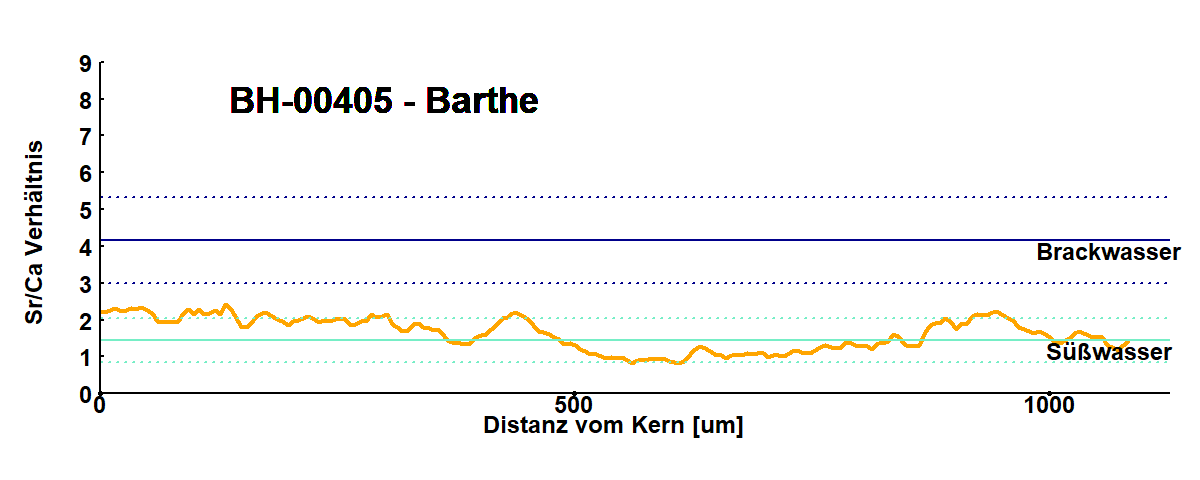 BH-00405 - Barthe
Sr/Ca Verhältnis
9
8
7
6
5
4
3
2
1
0
Brackwasser
Süßwasser
0 500 1000
Distanz vom Kern [um]